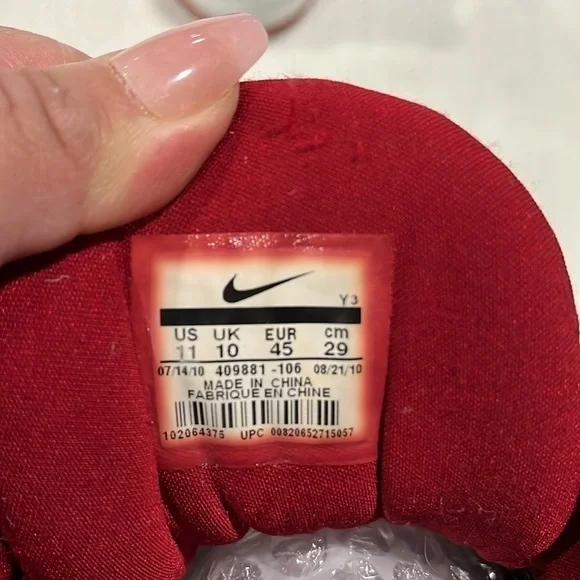 Y3
US UK EUR cm
11 10 45 29
07/14/10 409881 -106 08/21/10
MADE IN CHINA
FABRIQUE EN CHINE
102064375 UPC 00820652715057